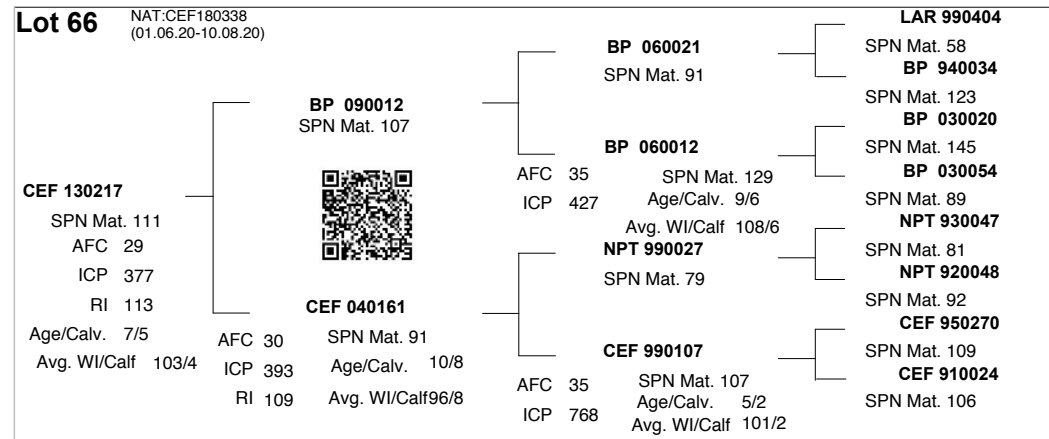 Lot 66
NAT:CEF180338
(01.06.20-10.08.20)
CEF 130217
SPN Mat. 111
AFC 29
ICP 377
RI 113
Age/Calv. 7/5
Avg. WI/Calf 103/4
BP 090012
SPN Mat. 107
CEF 040161
AFC 30 SPN Mat. 91
ICP 393 Age/Calv. 10/8
RI 109 Avg. WI/Calf 96/8
BP 060021
SPN Mat. 91
BP 060012
AFC 35 SPN Mat. 129
ICP 427 Age/Calv. 9/6
Avg. WI/Calf 108/6
NPT 990027
SPN Mat. 79
CEF 990107
AFC 35 SPN Mat. 107
Age/Calv. 5/2
ICP 768 Avg. WI/Calf 101/2
LAR 990404
SPN Mat. 58
BP 940034
SPN Mat. 123
BP 030020
SPN Mat. 145
BP 030054
SPN Mat. 89
NPT 930047
SPN Mat. 81
NPT 920048
SPN Mat. 92
CEF 950270
SPN Mat. 109
CEF 910024
SPN Mat. 106